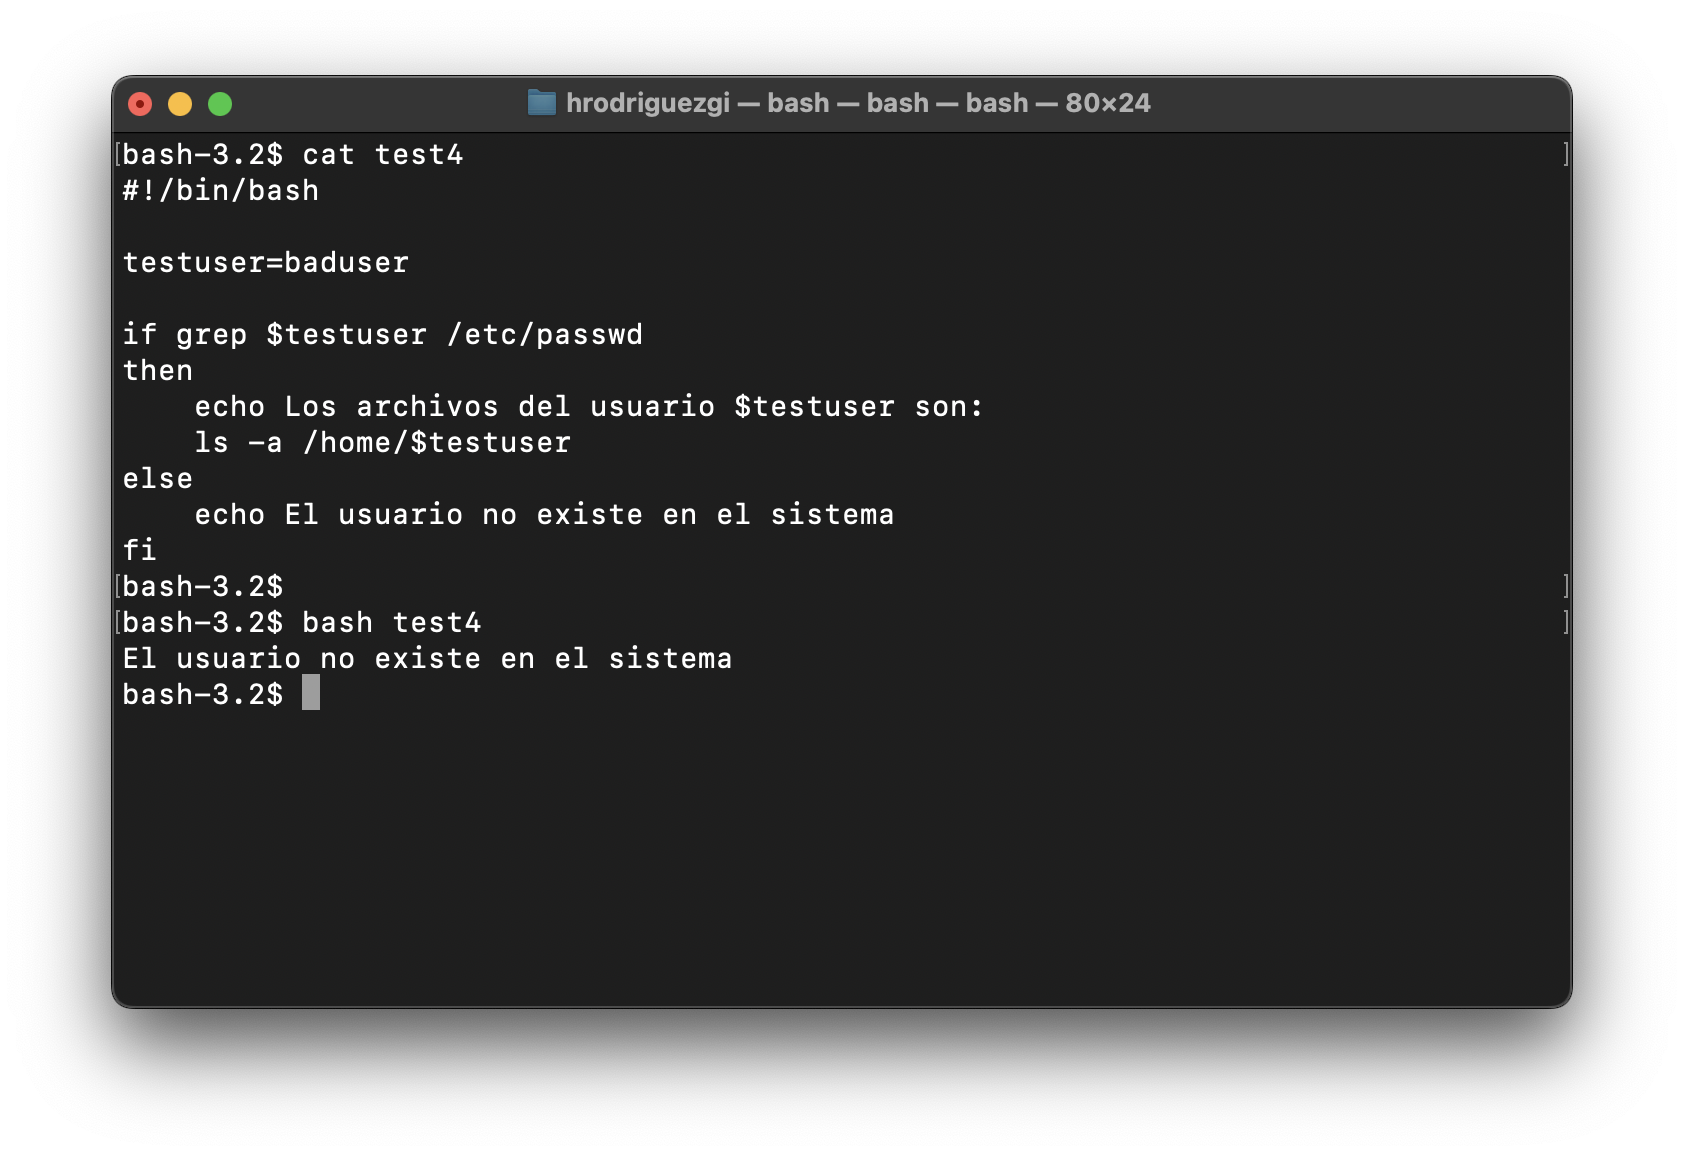 hrodriguezgi — bash — bash — bash — 80×24
[bash-3.2$ cat test4 ]
#!/bin/bash

testuser=baduser

if grep $testuser /etc/passwd
then
    echo Los archivos del usuario $testuser son:
    ls -a /home/$testuser
else
    echo El usuario no existe en el sistema
fi
[bash-3.2$ ]
[bash-3.2$ bash test4 ]
El usuario no existe en el sistema
bash-3.2$